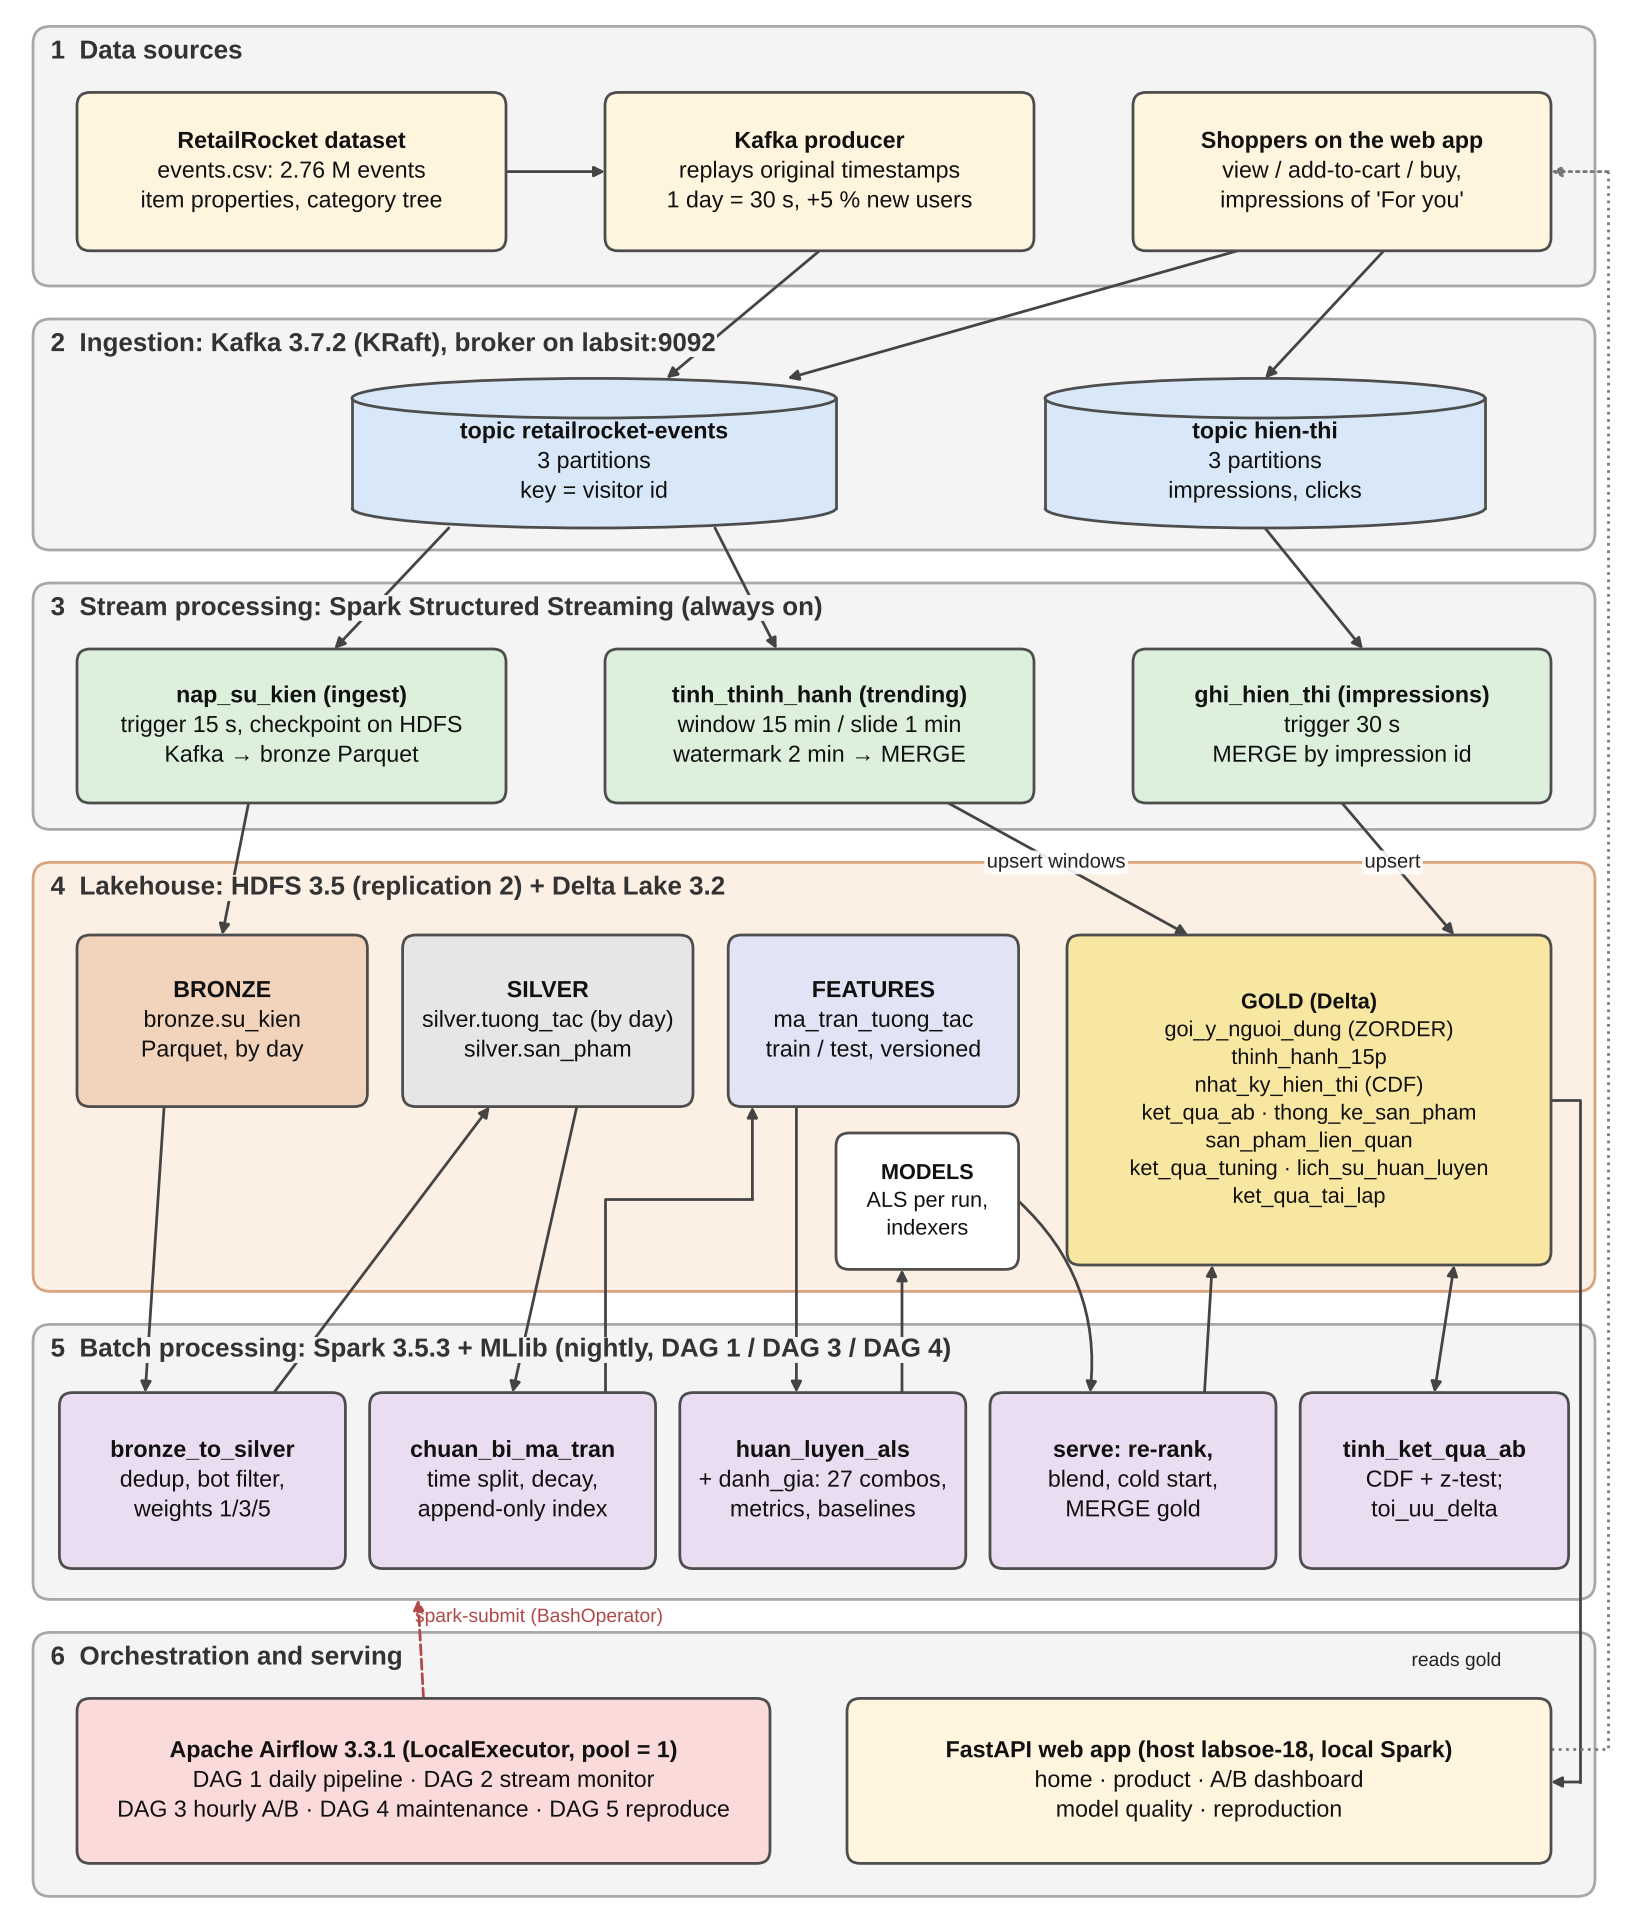 1 Data sources
RetailRocket dataset
events.csv: 2.76 M events
item properties, category tree
Kafka producer
replays original timestamps
1 day = 30 s, +5 % new users
Shoppers on the web app
view / add-to-cart / buy,
impressions of 'For you'
2 Ingestion: Kafka 3.7.2 (KRaft), broker on labsit:9092
topic retailrocket-events
3 partitions
key = visitor id
topic hien-thi
3 partitions
impressions, clicks
3 Stream processing: Spark Structured Streaming (always on)
nap_su_kien (ingest)
trigger 15 s, checkpoint on HDFS
Kafka → bronze Parquet
tinh_thinh_hanh (trending)
window 15 min / slide 1 min
watermark 2 min → MERGE
ghi_hien_thi (impressions)
trigger 30 s
MERGE by impression id
upsert windows
upsert
4 Lakehouse: HDFS 3.5 (replication 2) + Delta Lake 3.2
BRONZE
bronze.su_kien
Parquet, by day
SILVER
silver.tuong_tac (by day)
silver.san_pham
FEATURES
ma_tran_tuong_tac
train / test, versioned
MODELS
ALS per run,
indexers
GOLD (Delta)
goi_y_nguoi_dung (ZORDER)
thinh_hanh_15p
nhat_ky_hien_thi (CDF)
ket_qua_ab · thong_ke_san_pham
san_pham_lien_quan
ket_qua_tuning · lich_su_huan_luyen
ket_qua_tai_lap
5 Batch processing: Spark 3.5.3 + MLlib (nightly, DAG 1 / DAG 3 / DAG 4)
bronze_to_silver
dedup, bot filter,
weights 1/3/5
chuan_bi_ma_tran
time split, decay,
append-only index
huan_luyen_als
+ danh_gia: 27 combos,
metrics, baselines
serve: re-rank,
blend, cold start,
MERGE gold
tinh_ket_qua_ab
CDF + z-test;
toi_uu_delta
spark-submit (BashOperator)
6 Orchestration and serving
reads gold
Apache Airflow 3.3.1 (LocalExecutor, pool = 1)
DAG 1 daily pipeline · DAG 2 stream monitor
DAG 3 hourly A/B · DAG 4 maintenance · DAG 5 reproduce
FastAPI web app (host labsoe-18, local Spark)
home · product · A/B dashboard
model quality · reproduction